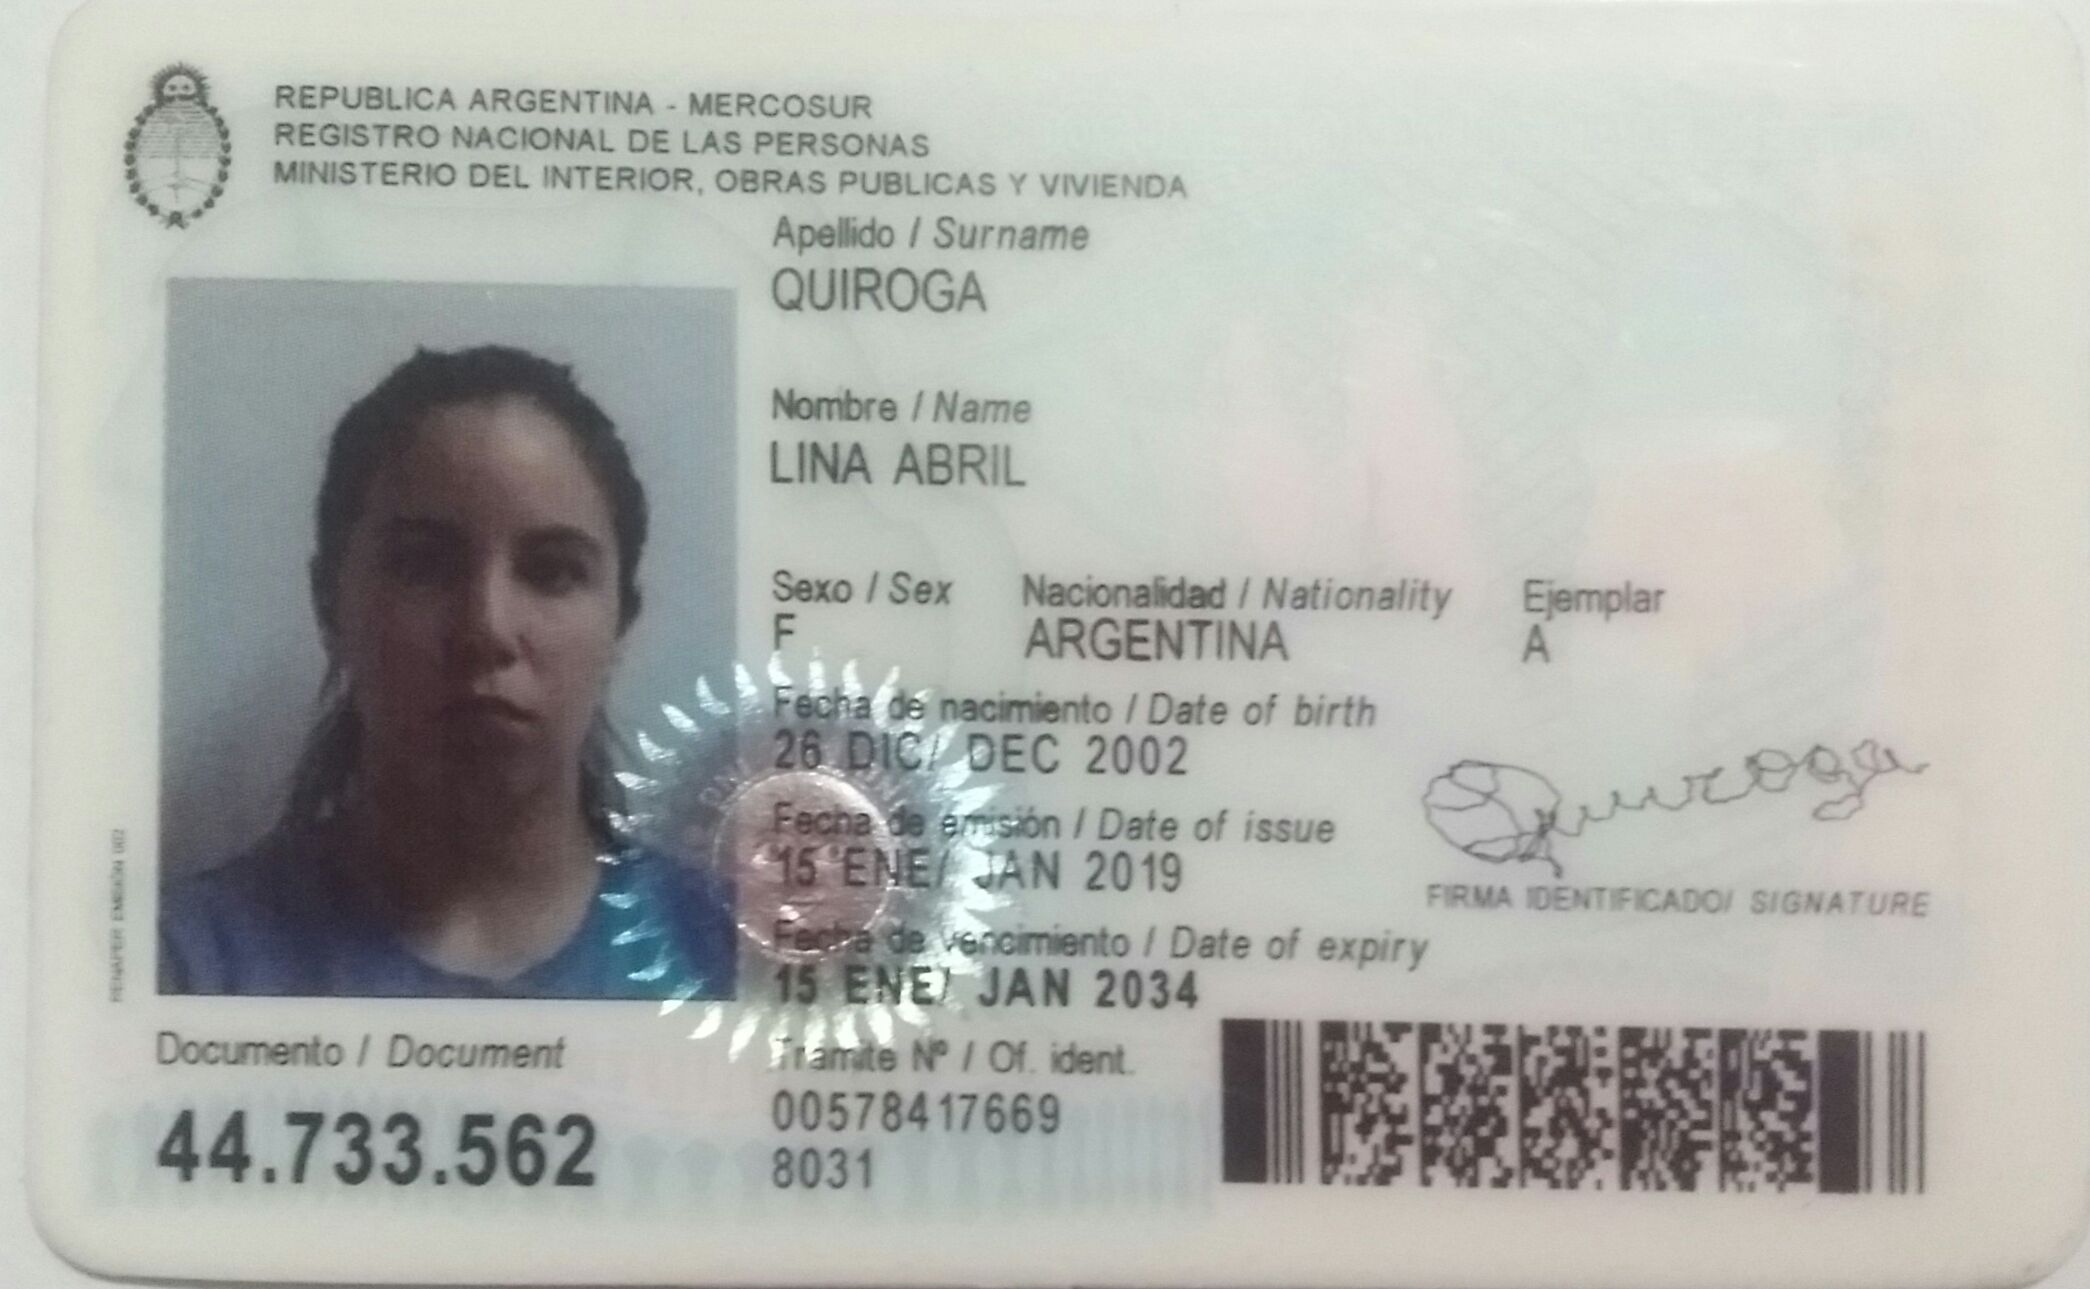 REPUBLICA ARGENTINA - MERCOSUR
REGISTRO NACIONAL DE LAS PERSONAS
MINISTERIO DEL INTERIOR, OBRAS PUBLICAS Y VIVIENDA
Apellido / Surname
QUIROGA
Nombre / Name
LINA ABRIL
Sexo / Sex Nacionalidad / Nationality Ejemplar
F ARGENTINA A
Fecha de nacimiento / Date of birth
26 DIC/ DEC 2002
Fecha de emisión / Date of issue
15 ENE/ JAN 2019
Quiroga
FIRMA IDENTIFICADO/ SIGNATURE
Fecha de vencimiento / Date of expiry
15 ENE/ JAN 2034
RENAPER EMISIÓN 002
Documento / Document
44.733.562
Tramite Nº / Of. ident.
00578417669
8031